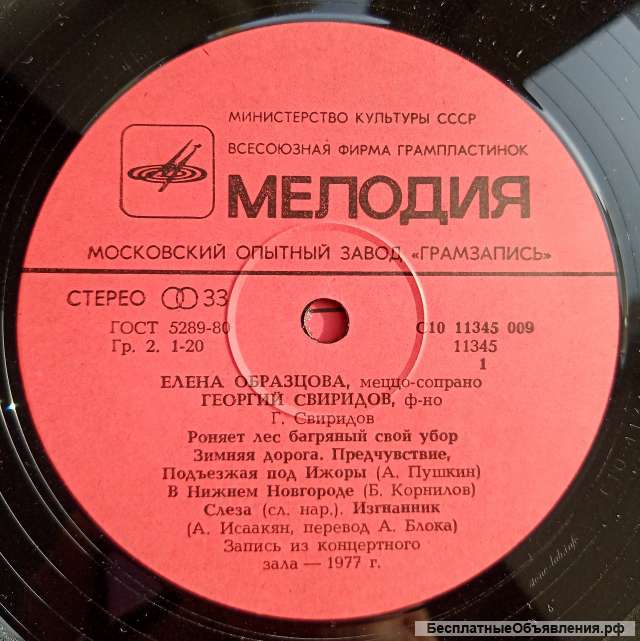 МИНИСТЕРСТВО КУЛЬТУРЫ СССР
ВСЕСОЮЗНАЯ ФИРМА ГРАМПЛАСТИНОК
МЕЛОДИЯ
МОСКОВСКИЙ ОПЫТНЫЙ ЗАВОД «ГРАМЗАПИСЬ»
СТЕРЕО 33
ГОСТ 5289-80 С10 11345 009
Гр. 2. 1-20 11345
1
ЕЛЕНА ОБРАЗЦОВА, меццо-сопрано
ГЕОРГИЙ СВИРИДОВ, ф-но
Г. Свиридов
Роняет лес багряный свой убор
Зимняя дорога. Предчувствие,
Подъезжая под Ижоры (А. Пушкин)
В Нижнем Новгороде (Б. Корнилов)
Слеза (сл. нар.). Изгнанник
(А. Исаакян, перевод А. Блока)
Запись из концертного
зала — 1977 г.
БесплатныеОбъявления.рф